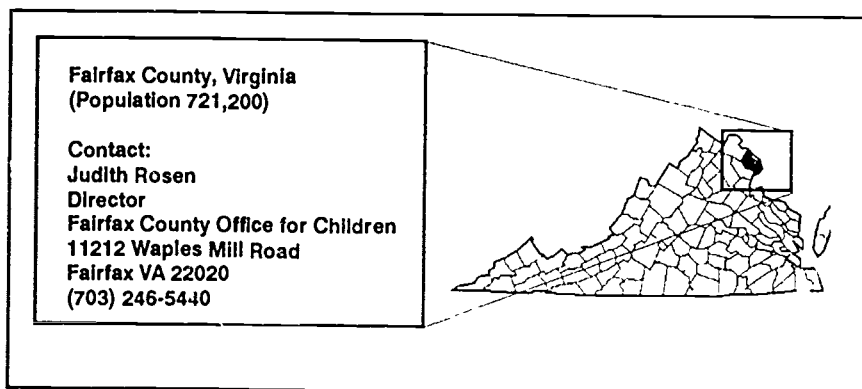 Fairfax County, Virginia
(Population 721,200)
Contact:
Judith Rosen
Director
Fairfax County Office for Children
11212 Waples Mill Road
Fairfax VA 22020
(703) 246-5440